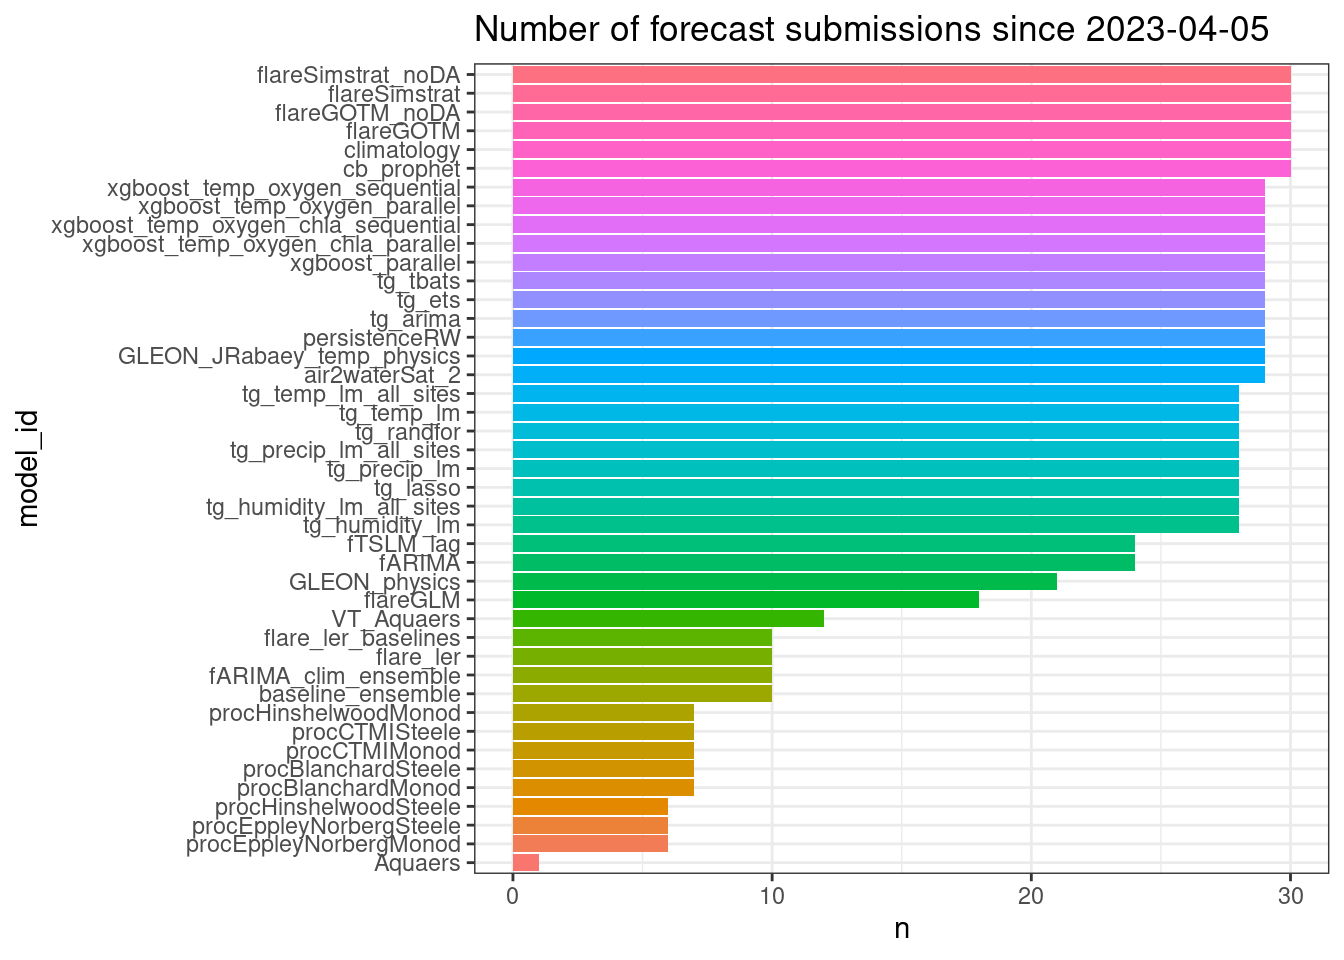 Number of forecast submissions since 2023-04-05
flareSimstrat_noDA
flareSimstrat
flareGOTM_noDA
flareGOTM
climatology
cb_prophet
xgboost_temp_oxygen_sequential
xgboost_temp_oxygen_parallel
xgboost_temp_oxygen_chla_sequential
xgboost_temp_oxygen_chla_parallel
xgboost_parallel
tg_tbats
tg_ets
tg_arima
persistenceRW
GLEON_JRabaey_temp_physics
air2waterSat_2
tg_temp_lm_all_sites
tg_temp_lm
tg_randfor
tg_precip_lm_all_sites
tg_precip_lm
tg_lasso
tg_humidity_lm_all_sites
tg_humidity_lm
fTSLM_lag
fARIMA
GLEON_physics
flareGLM
VT_Aquaers
flare_ler_baselines
flare_ler
fARIMA_clim_ensemble
baseline_ensemble
procHinshelwoodMonod
procCTMISteele
procCTMIMonod
procBlanchardSteele
procBlanchardMonod
procHinshelwoodSteele
procEppleyNorbergSteele
procEppleyNorbergMonod
Aquaers
model_id
0 10 20 30
n